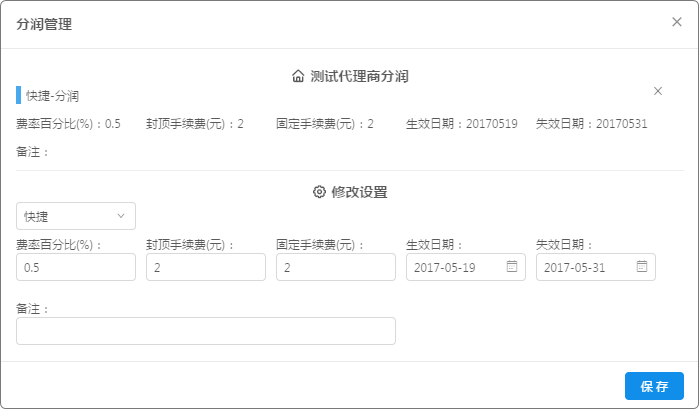 分润管理
测试代理商分润
快捷-分润
费率百分比(%)：0.5 封顶手续费(元)：2 固定手续费(元)：2 生效日期：20170519 失效日期：20170531
备注：
修改设置
快捷
费率百分比(%)： 封顶手续费(元)： 固定手续费(元)： 生效日期： 失效日期：
0.5 2 2 2017-05-19 2017-05-31
备注：
保存